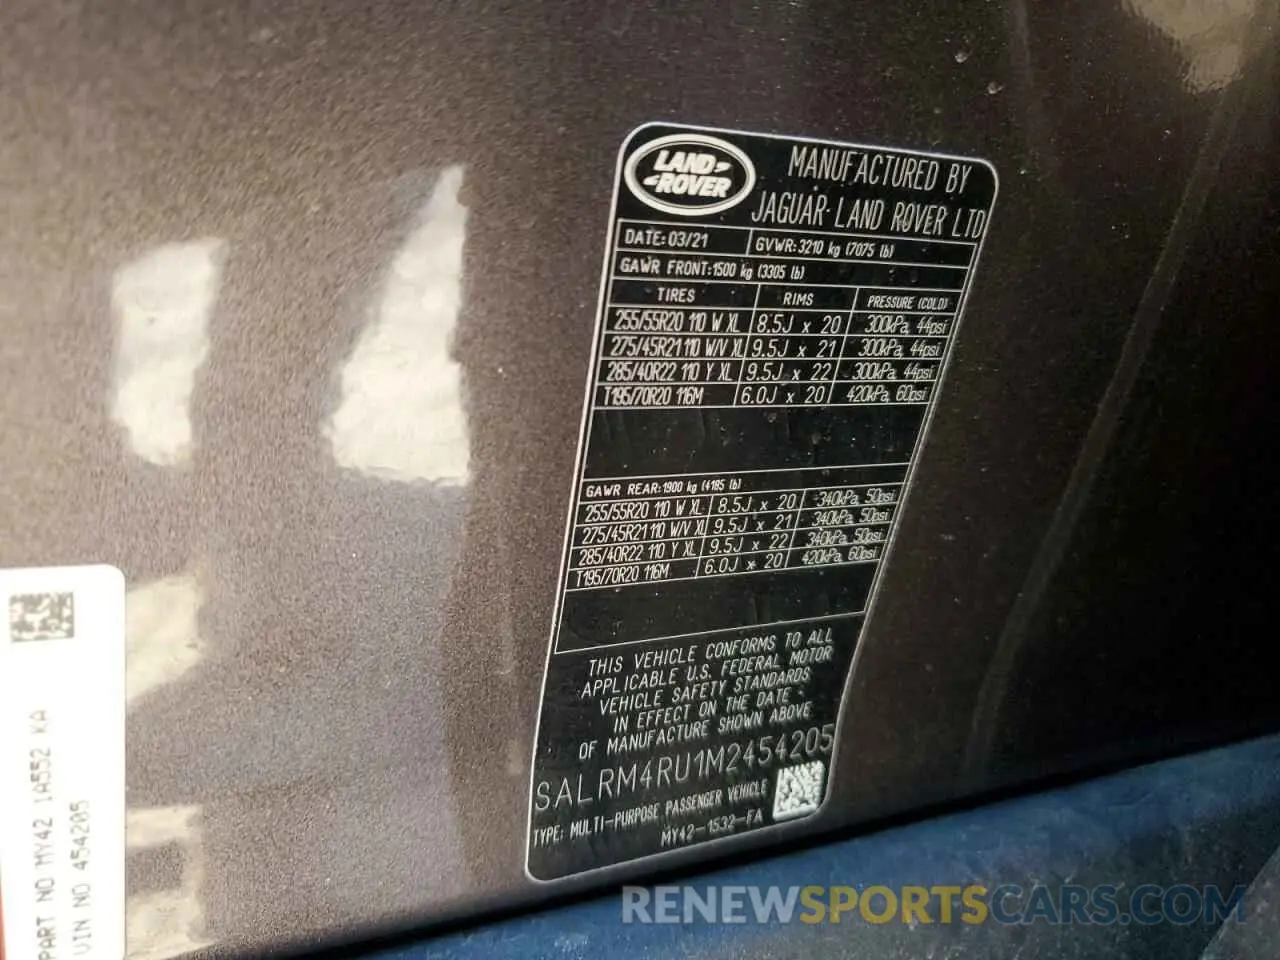 LAND ROVER
MANUFACTURED BY
JAGUAR LAND ROVER LTD
DATE: 03/21 GVWR: 3210 kg (7075 lb)
GAWR FRONT: 1500 kg (3305 lb)
TIRES RIMS PRESSURE (COLD)
255/55R20 110 W XL 8.5J x 20 300kPa, 44psi
275/45R21 110 W/V XL 9.5J x 21 300kPa, 44psi
285/40R22 110 Y XL 9.5J x 22 300kPa, 44psi
T195/70R20 116M 6.0J x 20 420kPa, 60psi
GAWR REAR: 1900 kg (4185 lb)
255/55R20 110 W XL 8.5J x 20 340kPa, 50psi
275/45R21 110 W/V XL 9.5J x 21 340kPa, 50psi
285/40R22 110 Y XL 9.5J x 22 340kPa, 50psi
T195/70R20 116M 6.0J x 20 420kPa, 60psi
THIS VEHICLE CONFORMS TO ALL
APPLICABLE U.S. FEDERAL MOTOR
VEHICLE SAFETY STANDARDS
IN EFFECT ON THE DATE
OF MANUFACTURE SHOWN ABOVE
SALRM4RU1M2454205
TYPE: MULTI-PURPOSE PASSENGER VEHICLE
MY42-1532-FA
PART NO MY42 1A552 KA
VIN NO 454205
RENEWSPORTSCARS.COM